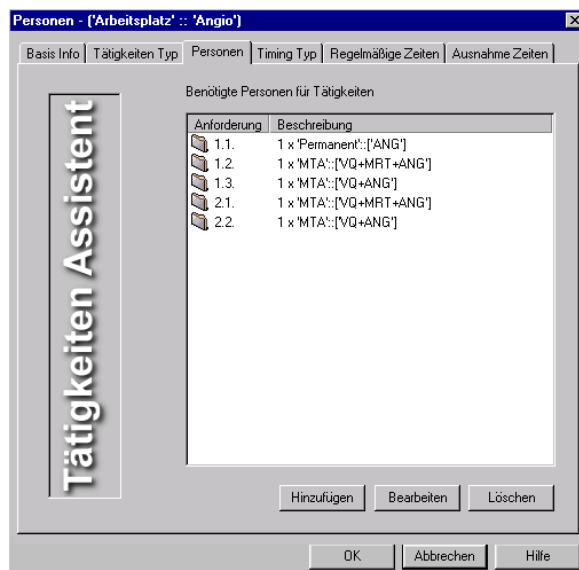 Personen - ('Arbeitsplatz' :: 'Angio')
Basis Info Tätigkeiten Typ Personen Timing Typ Regelmäßige Zeiten Ausnahme Zeiten
Tätigkeiten Assistent
Benötigte Personen für Tätigkeiten
Anforderung Beschreibung
1.1. 1 x 'Permanent'::['ANG']
1.2. 1 x 'MTA'::['VQ+MRT+ANG']
1.3. 1 x 'MTA'::['VQ+ANG']
2.1. 1 x 'MTA'::['VQ+MRT+ANG']
2.2. 1 x 'MTA'::['VQ+ANG']
Hinzufügen Bearbeiten Löschen
OK Abbrechen Hilfe